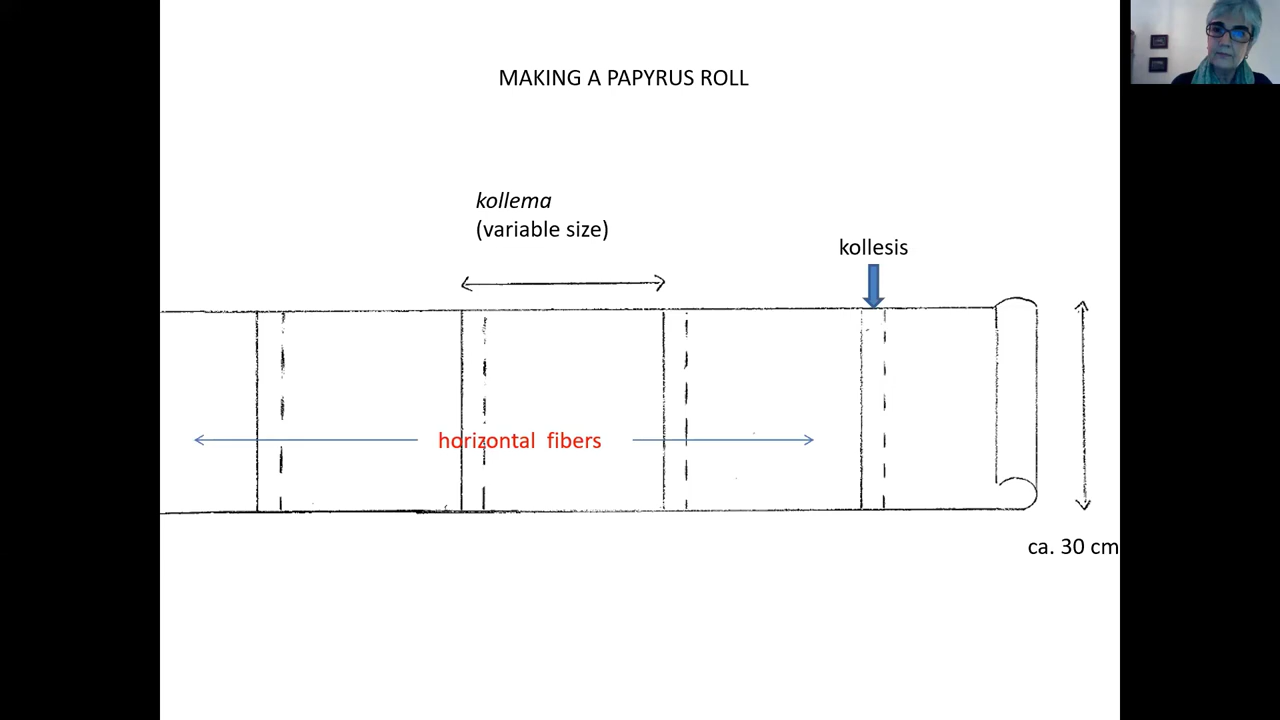 MAKING A PAPYRUS ROLL
kollema
(variable size)
kollesis
horizontal fibers
ca. 30 cm